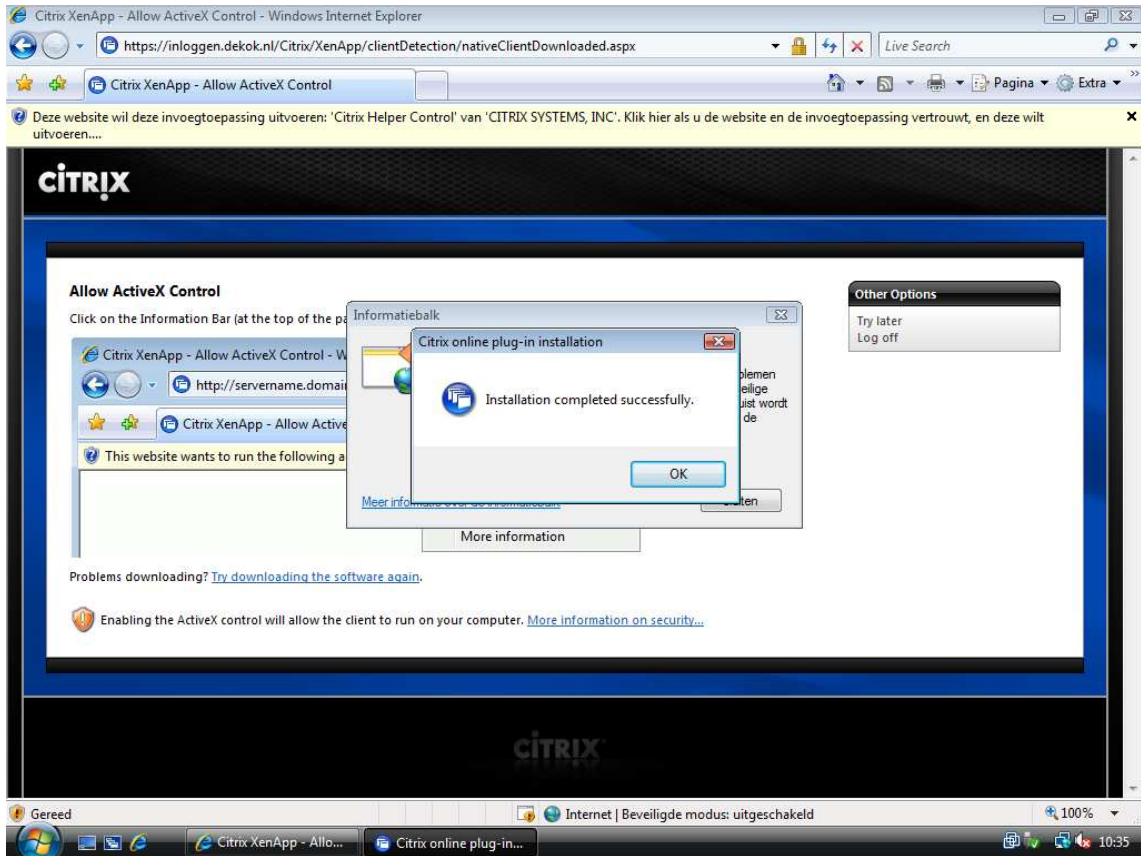 Citrix XenApp - Allow ActiveX Control - Windows Internet Explorer
https://inloggen.dekok.nl/Citrix/XenApp/clientDetection/nativeClientDownloaded.aspx
Live Search
Citrix XenApp - Allow ActiveX Control
Pagina
Extra
Deze website wil deze invoegtoepassing uitvoeren: 'Citrix Helper Control' van 'CITRIX SYSTEMS, INC'. Klik hier als u de website en de invoegtoepassing vertrouwt, en deze wilt
uitvoeren....
CITRIX
Allow ActiveX Control
Click on the Information Bar (at the top of the pa
Citrix XenApp - Allow ActiveX Control - W
http://servername.domai
Citrix XenApp - Allow Active
This website wants to run the following a
More information
Informatiebalk
Citrix online plug-in installation
Installation completed successfully.
OK
blemen
eilige
uist wordt
de
Meer info
Other Options
Try later
Log off
Problems downloading? Try downloading the software again.
Enabling the ActiveX control will allow the client to run on your computer. More information on security...
CITRIX
Gereed
Internet | Beveiligde modus: uitgeschakeld
100%
Citrix XenApp - Allo...
Citrix online plug-in...
10:35